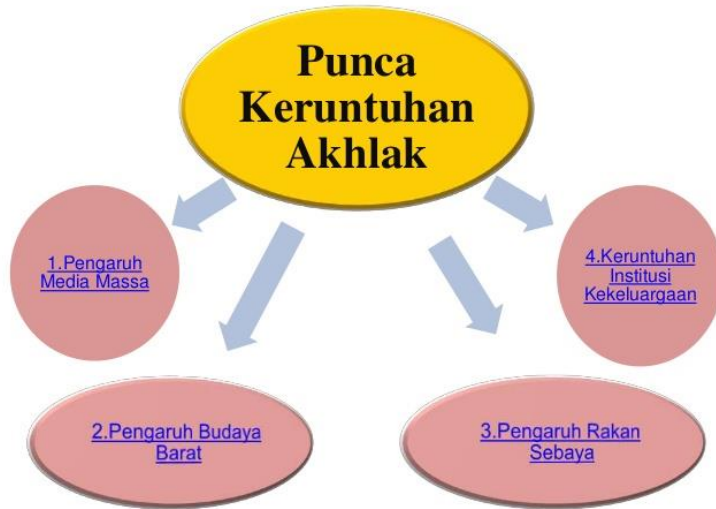 Punca
Keruntuhan
Akhlak
1.Pengaruh
Media Massa
2.Pengaruh Budaya
Barat
3.Pengaruh Rakan
Sebaya
4.Keruntuhan
Institusi
Kekeluargaan